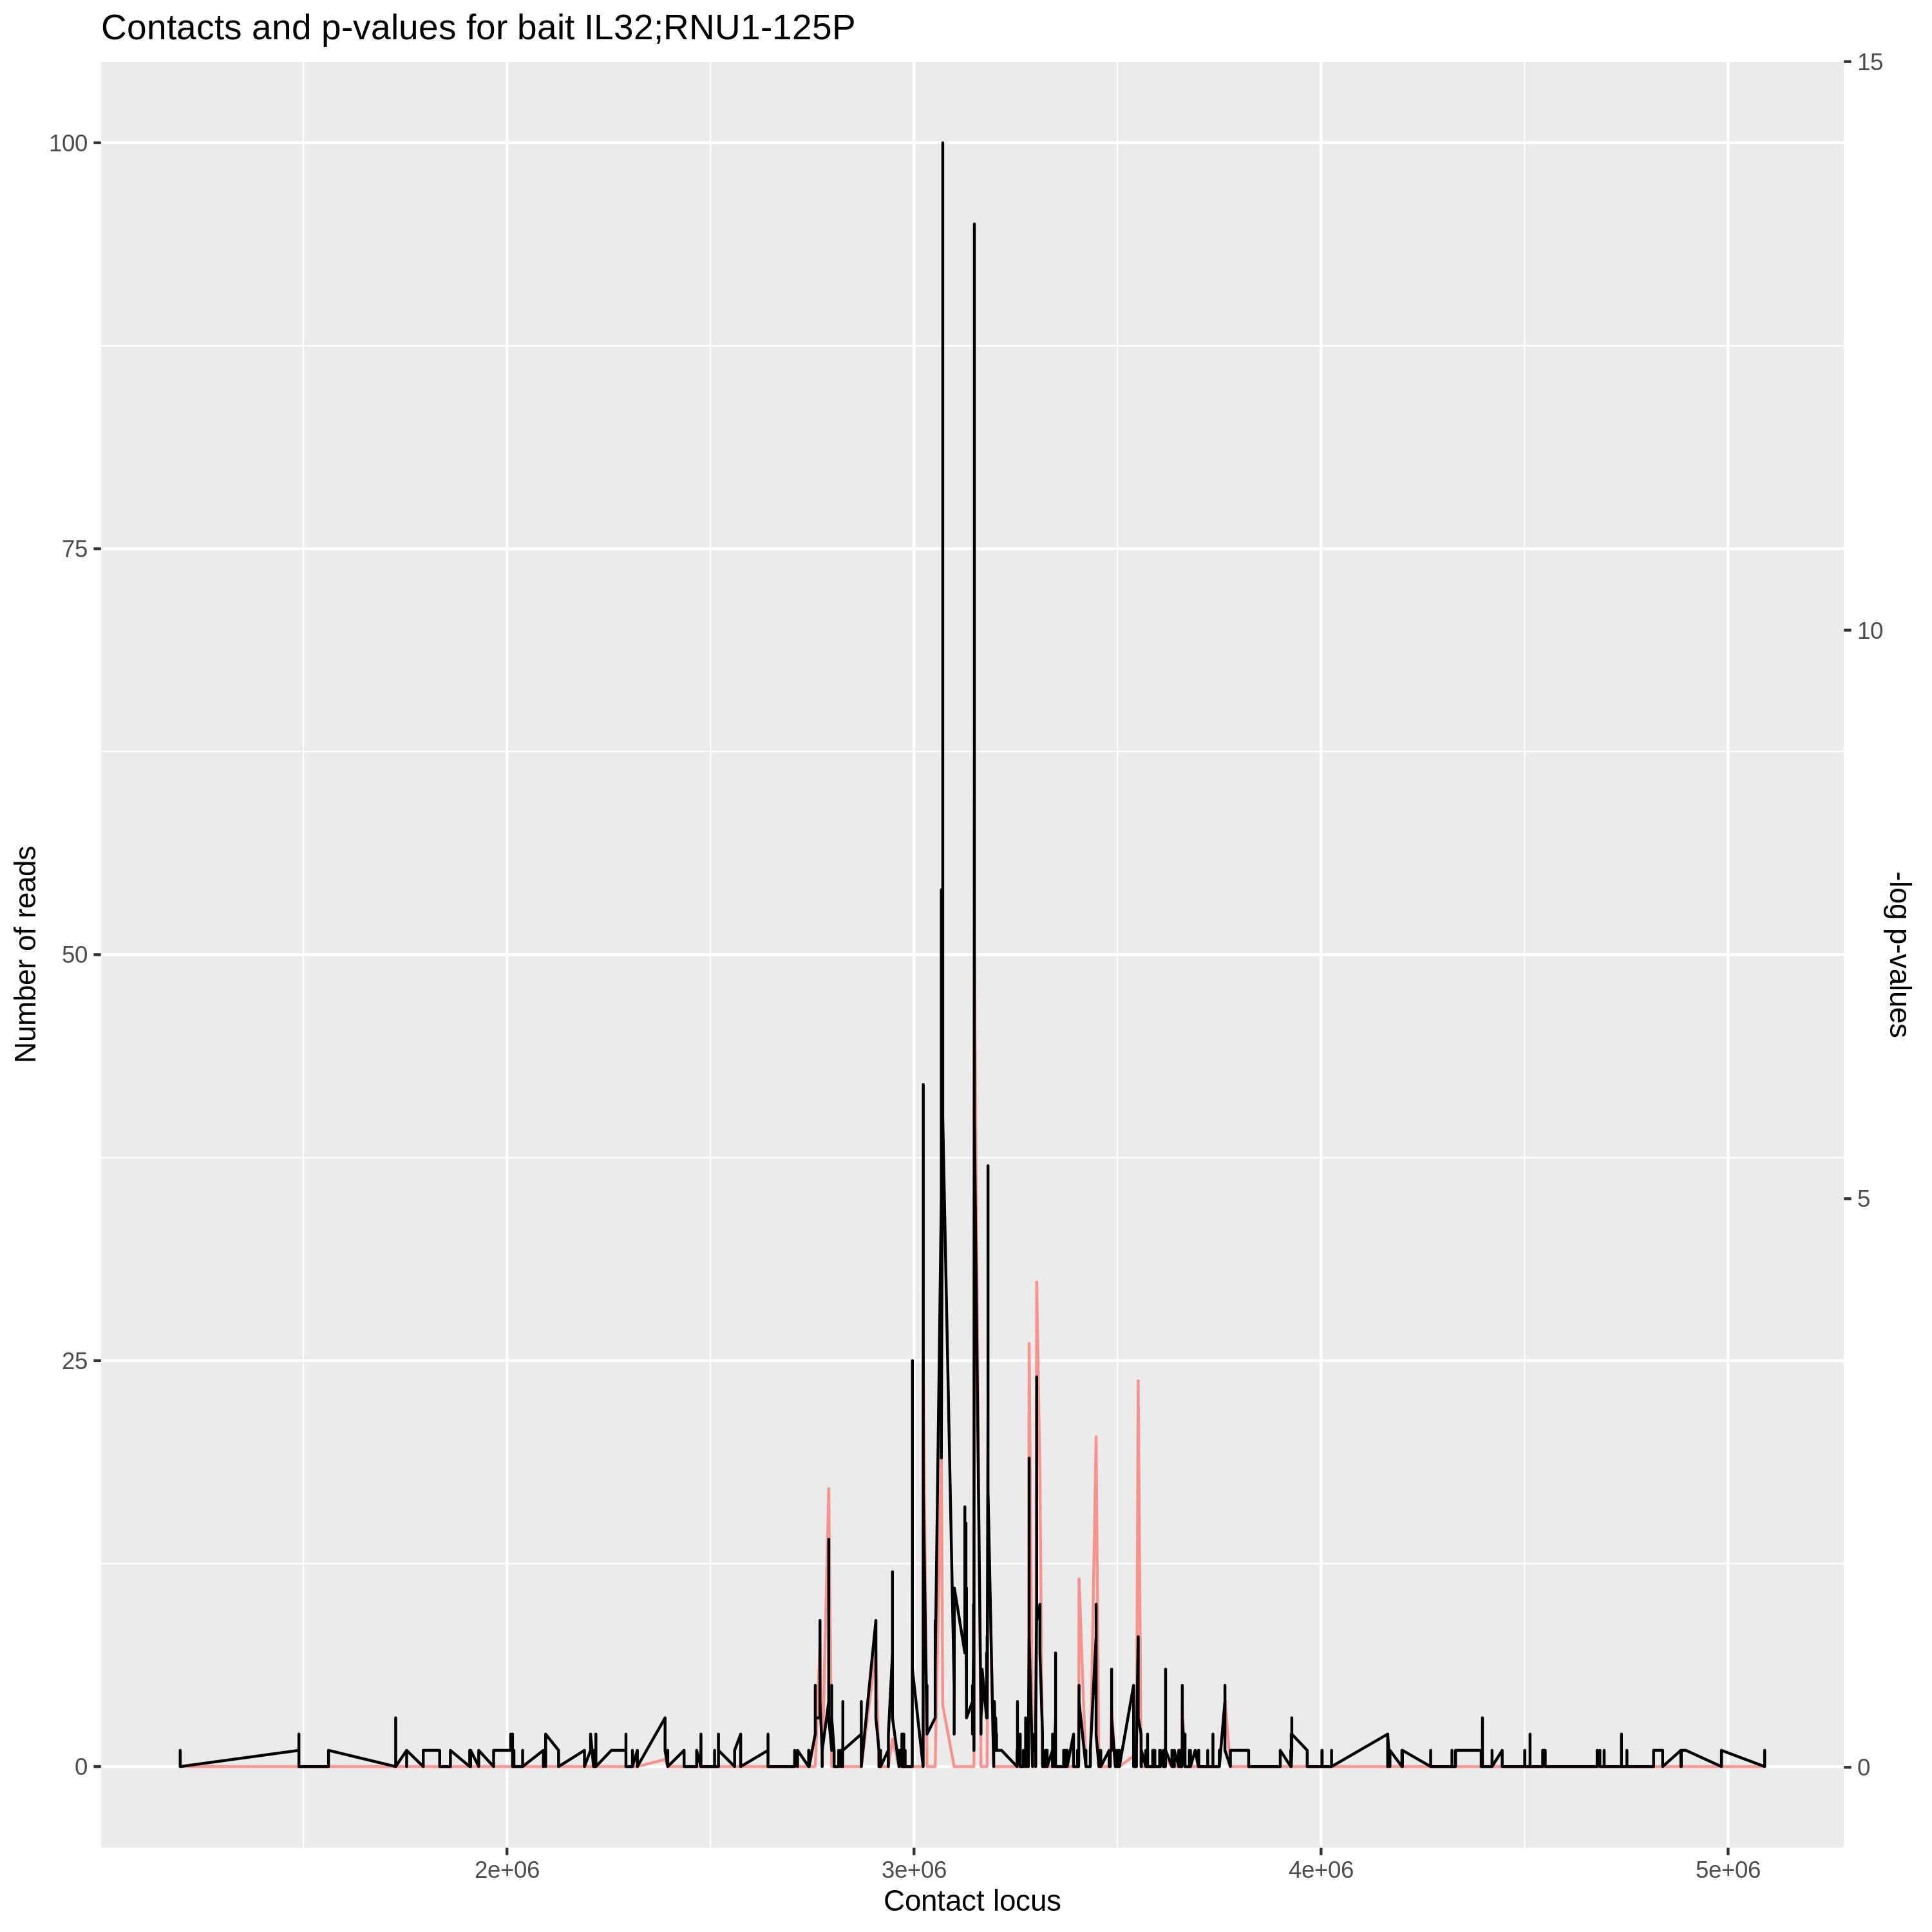 Contacts and p-values for bait IL32;RNU1-125P
15
100
75
10
Number of reads
-log p-values
50
5
25
0
0
2e+06
3e+06
4e+06
5e+06
Contact locus